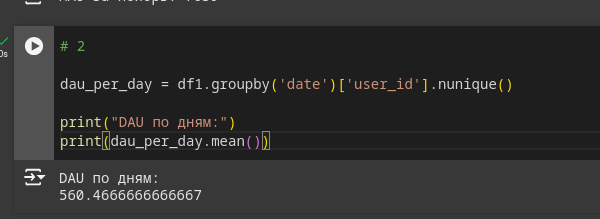 # 2
dau_per_day = df1.groupby('date')['user_id'].nunique()
print("DAU по дням:")
print(dau_per_day.mean())
DAU по дням:
560.4666666666667